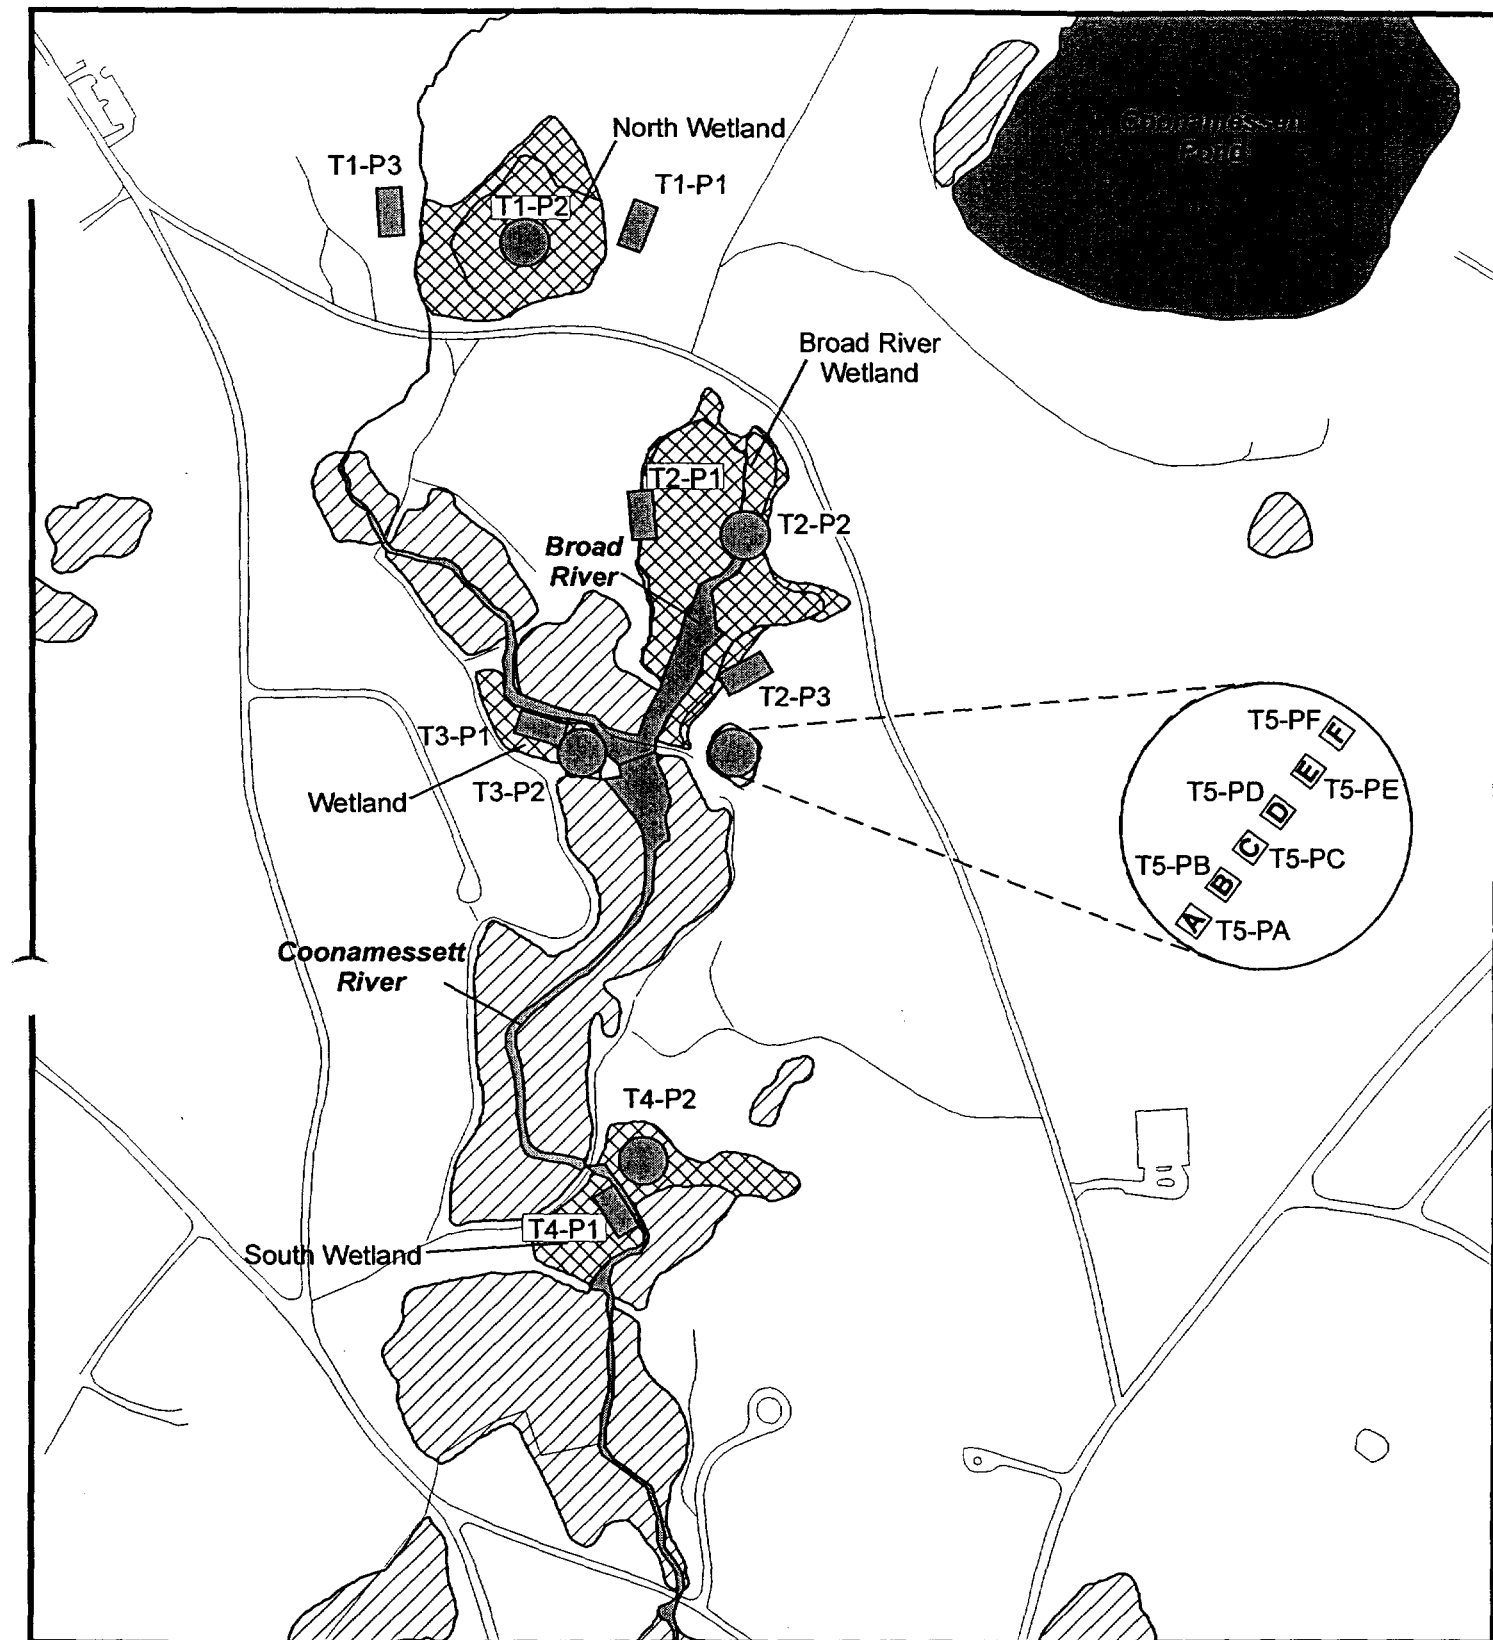 Coonamessett
Pond
North Wetland
T1-P3
T1-P1
T1-P2
Broad River
Wetland
T2-P1
T2-P2
Broad
River
T2-P3
T3-P1
T3-P2
Wetland
T5-PF
F
E
T5-PE
T5-PD
D
C
T5-PC
T5-PB
B
A
T5-PA
Coonamessett
River
T4-P2
T4-P1
South Wetland